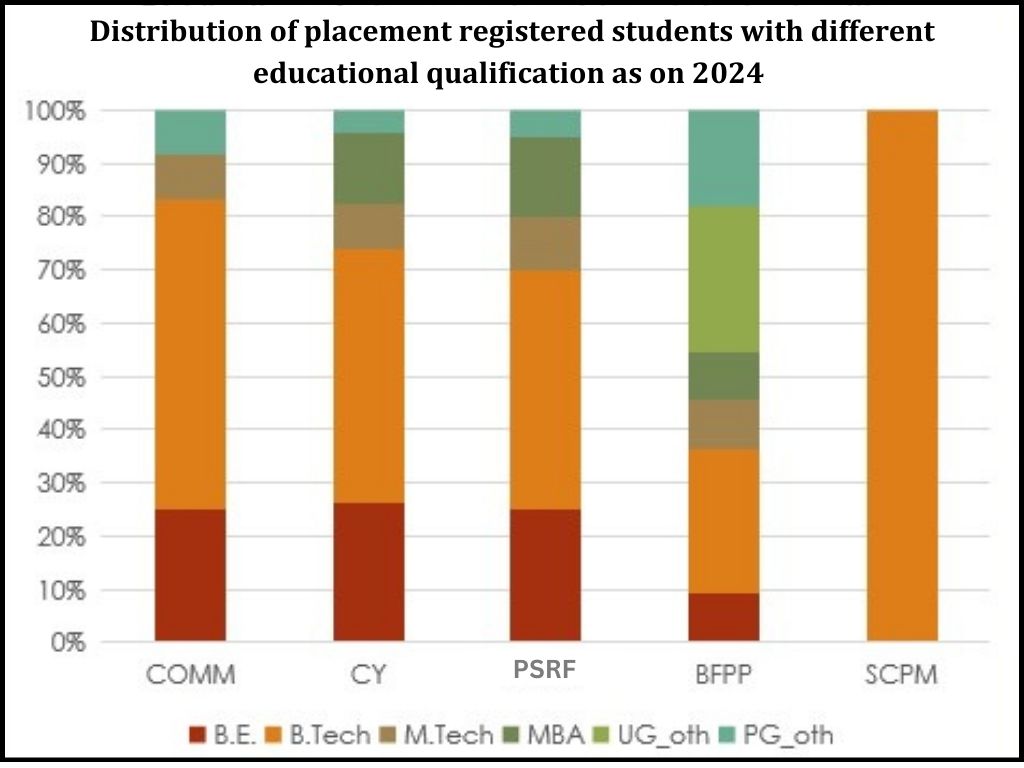 Distribution of placement registered students with different
educational qualification as on 2024
100%
90%
80%
70%
60%
50%
40%
30%
20%
10%
0%
COMM CY PSRF BFPP SCPM
B.E. B.Tech M.Tech MBA UG_oth PG_oth